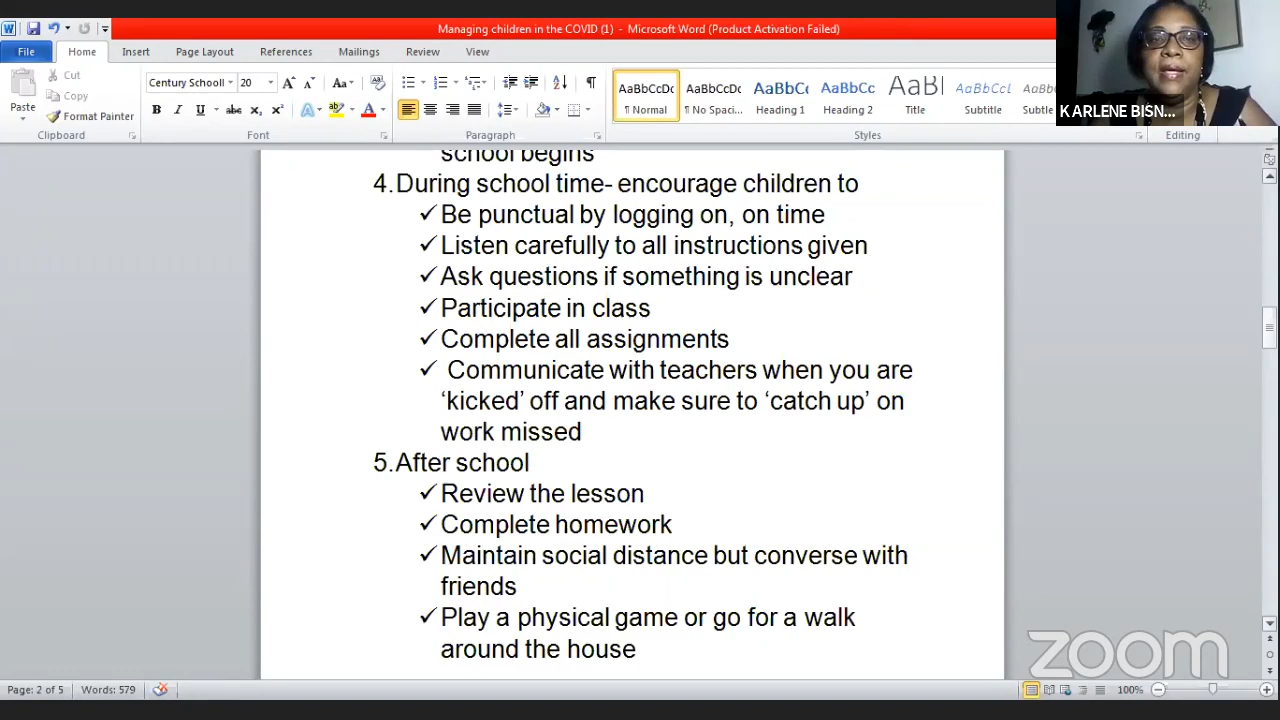 Managing children in the COVID (1) - Microsoft Word (Product Activation Failed)
File Home Insert Page Layout References Mailings Review View
Century Schooll 20
Cut
Copy
Paste
Format Painter
AaBbCcDc AaBbCcDc AaBbCc AaBbCc AaBl AaBbCcL
¶ Normal ¶ No Spaci... Heading 1 Heading 2 Title Subtitle Subtitle
Clipboard Font Paragraph Styles Editing
KARLENE BISN...
school begins
4.During school time- encourage children to
✓Be punctual by logging on, on time
✓Listen carefully to all instructions given
✓Ask questions if something is unclear
✓Participate in class
✓Complete all assignments
✓ Communicate with teachers when you are
‘kicked’ off and make sure to ‘catch up’ on
work missed
5.After school
✓Review the lesson
✓Complete homework
✓Maintain social distance but converse with
friends
✓Play a physical game or go for a walk
around the house
zoom
Page: 2 of 5 Words: 579 100%